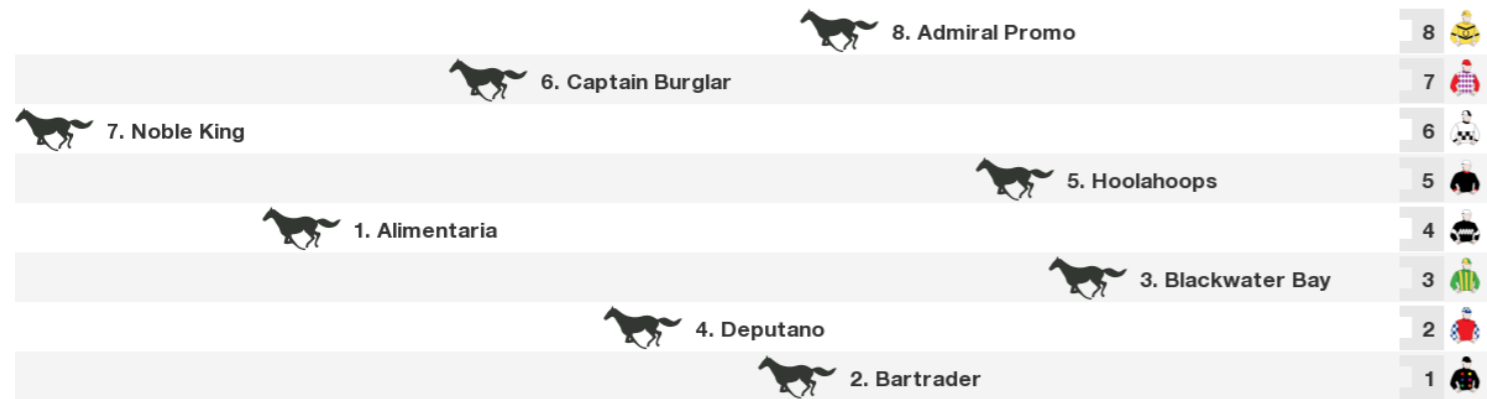 8. Admiral Promo 8
6. Captain Burglar 7
7. Noble King 6
5. Hoolahoops 5
1. Alimentaria 4
3. Blackwater Bay 3
4. Deputano 2
2. Bartrader 1